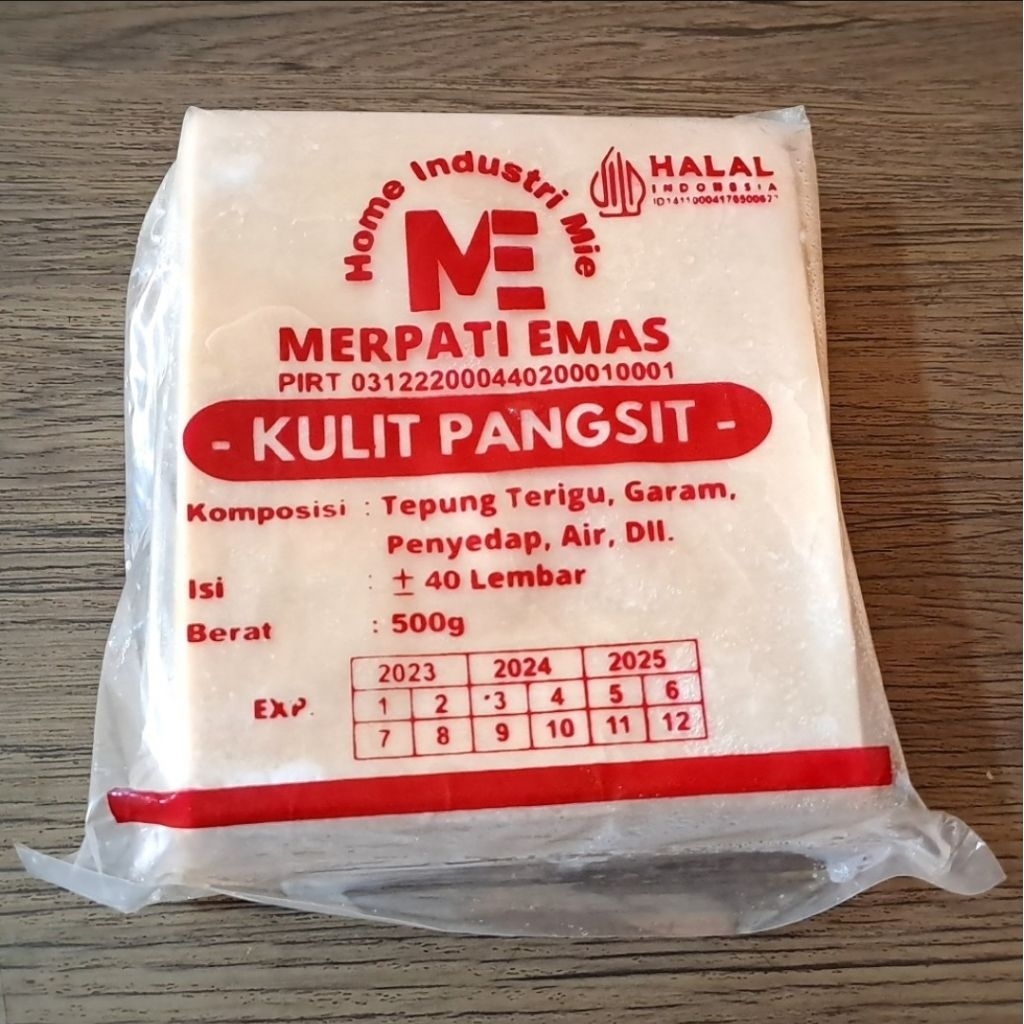 Home Industri Mie
HALAL
INDONESIA
ME
MERPATI EMAS
PIRT 031222000440200010001
- KULIT PANGSIT -
Komposisi : Tepung Terigu, Garam,
Penyedap, Air, Dll.
Isi : ± 40 Lembar
Berat : 500g
2023 2024 2025
EXP. 1 2 3 4 5 6
7 8 9 10 11 12